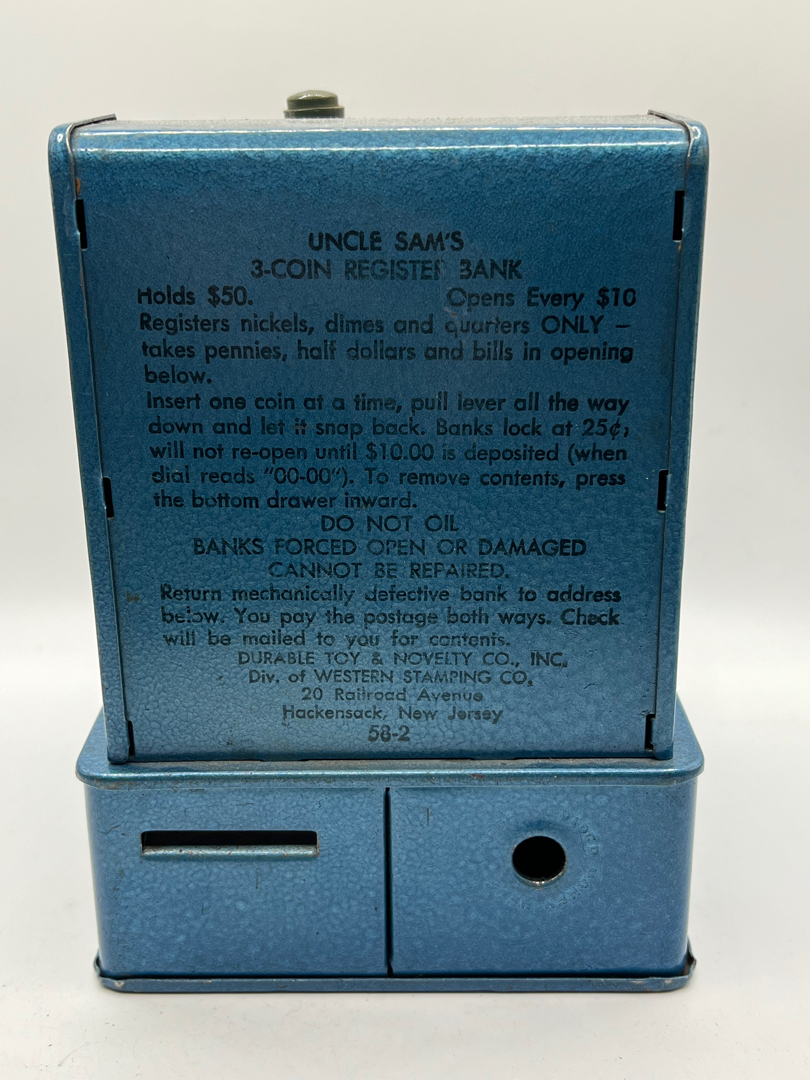 UNCLE SAM'S
3-COIN REGISTER BANK
Holds $50. Opens Every $10
Registers nickels, dimes and quarters ONLY –
takes pennies, half dollars and bills in opening
below.
Insert one coin at a time, pull lever all the way
down and let it snap back. Banks lock at 25¢;
will not re-open until $10.00 is deposited (when
dial reads "00-00"). To remove contents, press
the bottom drawer inward.
DO NOT OIL
BANKS FORCED OPEN OR DAMAGED
CANNOT BE REPAIRED.
Return mechanically defective bank to address
below. You pay the postage both ways. Check
will be mailed to you for contents.
DURABLE TOY & NOVELTY CO., INC.
Div. of WESTERN STAMPING CO.
20 Railroad Avenue
Hackensack, New Jersey
58-2